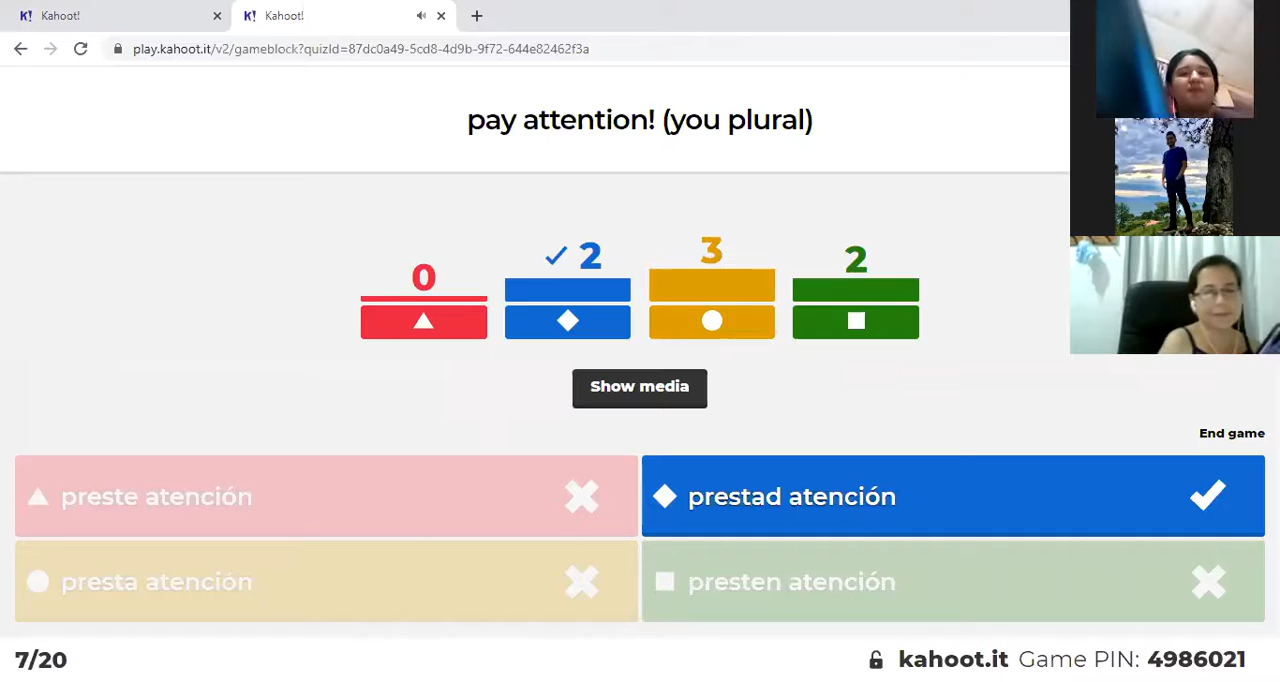 K! Kahoot!
K! Kahoot!
play.kahoot.it/v2/gameblock?quizId=87dc0a49-5cd8-4d9b-9f72-644e82462f3a
pay attention! (you plural)
0
2
3
2
Show media
End game
preste atención
prestad atención
presta atención
presten atención
7/20
kahoot.it Game PIN: 4986021